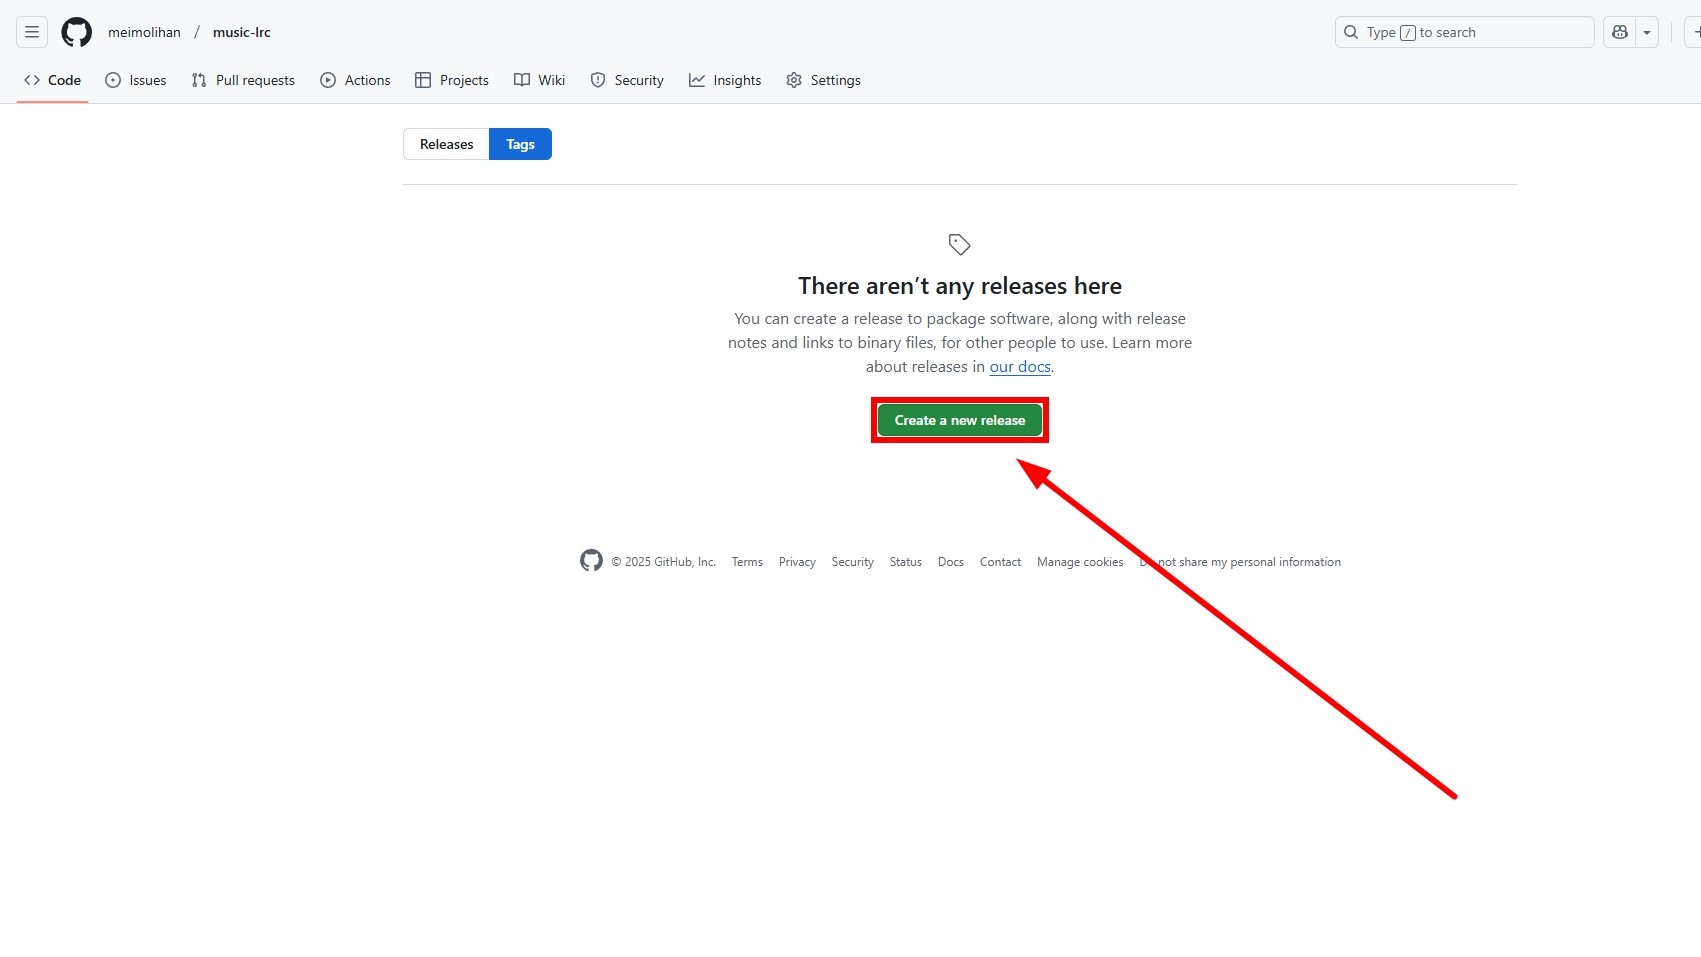 meimolihan / music-lrc
Type / to search
Code Issues Pull requests Actions Projects Wiki Security Insights Settings
Releases Tags
There aren’t any releases here
You can create a release to package software, along with release
notes and links to binary files, for other people to use. Learn more
about releases in our docs.
Create a new release
© 2025 GitHub, Inc. Terms Privacy Security Status Docs Contact Manage cookies not share my personal information